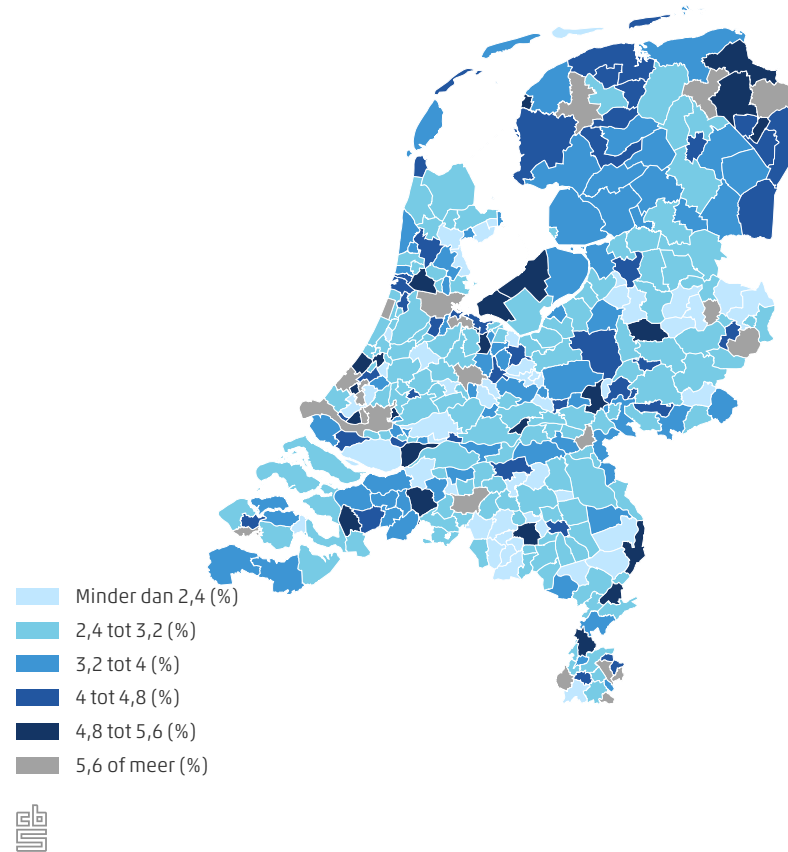 Minder dan 2,4 (%)
2,4 tot 3,2 (%)
3,2 tot 4 (%)
4 tot 4,8 (%)
4,8 tot 5,6 (%)
5,6 of meer (%)
cbs